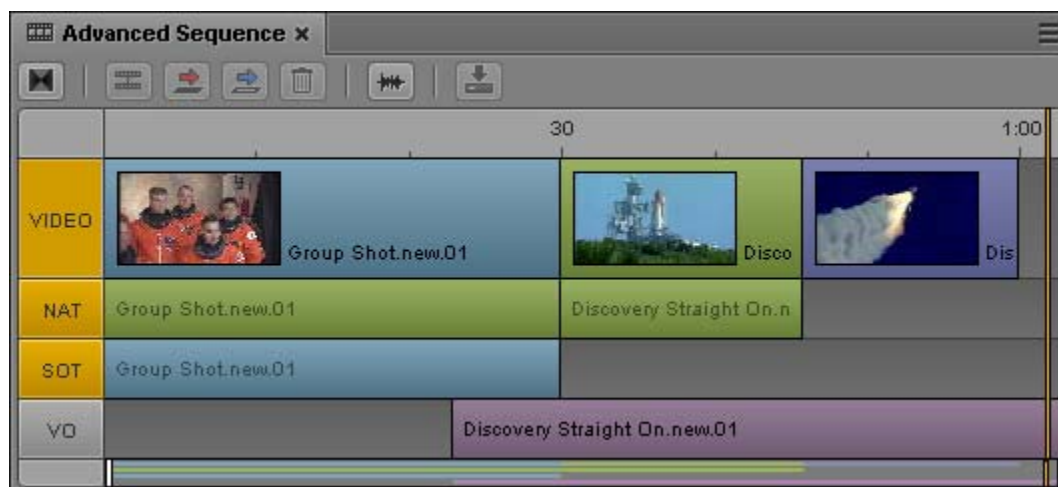 Advanced Sequence ×
30 1:00
VIDEO Group Shot.new.01 Disco Dis
NAT Group Shot.new.01 Discovery Straight On.n
SOT Group Shot.new.01
VO Discovery Straight On.new.01